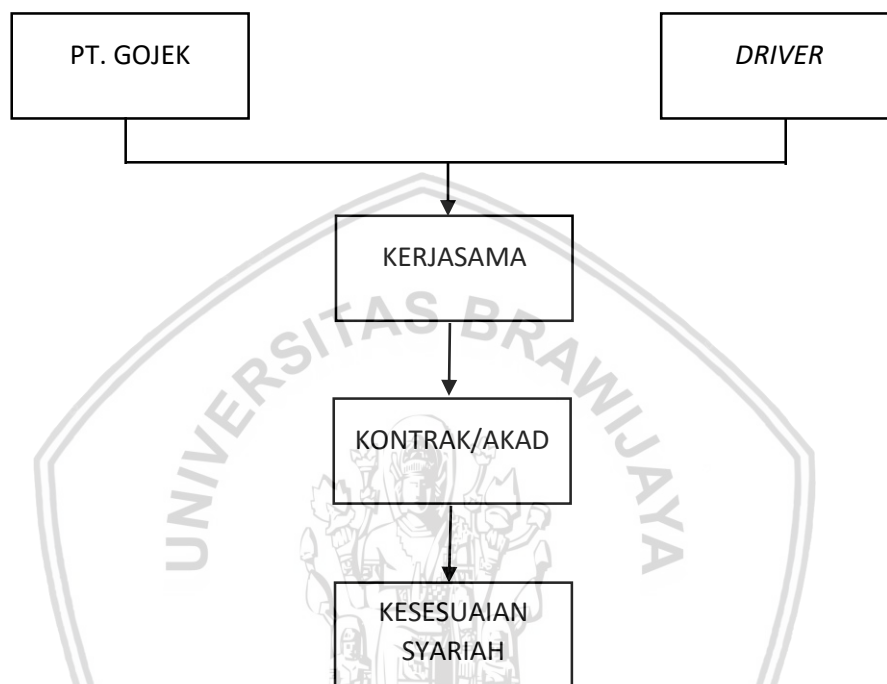 PT. GOJEK
DRIVER
KERJASAMA
UNIVERSITAS BRAWIJAYA
KONTRAK/AKAD
KESESUAIAN
SYARIAH